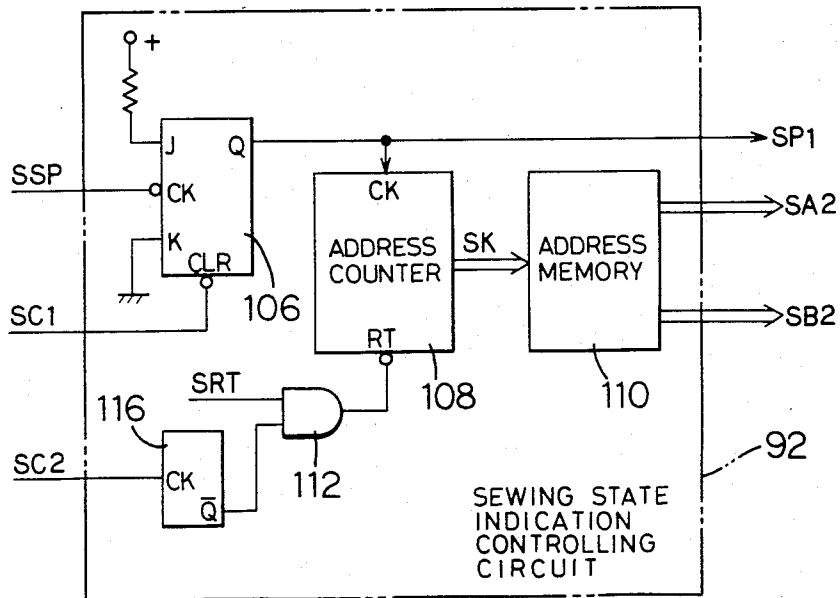 +
J Q
SSP
CK
K
CLR
SC1
106
SP1
CK
ADDRESS
COUNTER
RT
108
SK
ADDRESS
MEMORY
110
SA2
SB2
SRT
116
112
SC2
CK
Q̅
92
SEWING STATE
INDICATION
CONTROLLING
CIRCUIT